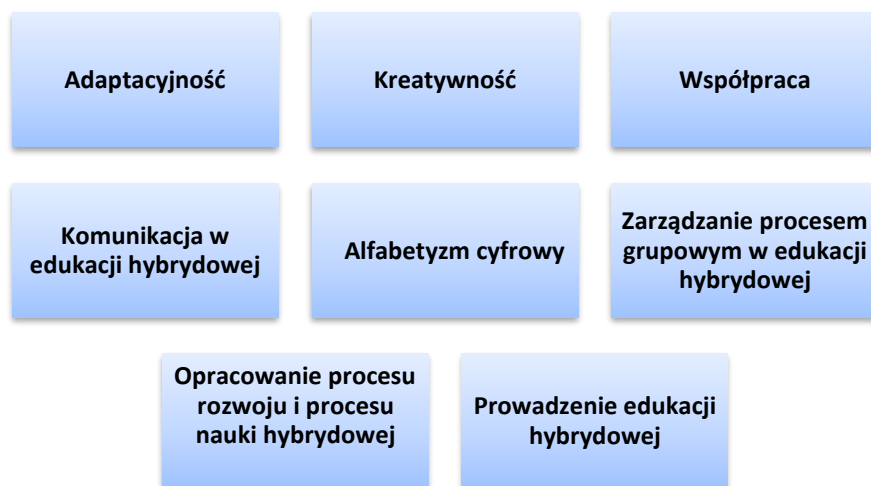 Adaptacyjność
Kreatywność
Współpraca
Komunikacja w
edukacji hybrydowej
Alfabetyzm cyfrowy
Zarządzanie procesem
grupowym w edukacji
hybrydowej
Opracowanie procesu
rozwoju i procesu
nauki hybrydowej
Prowadzenie edukacji
hybrydowej